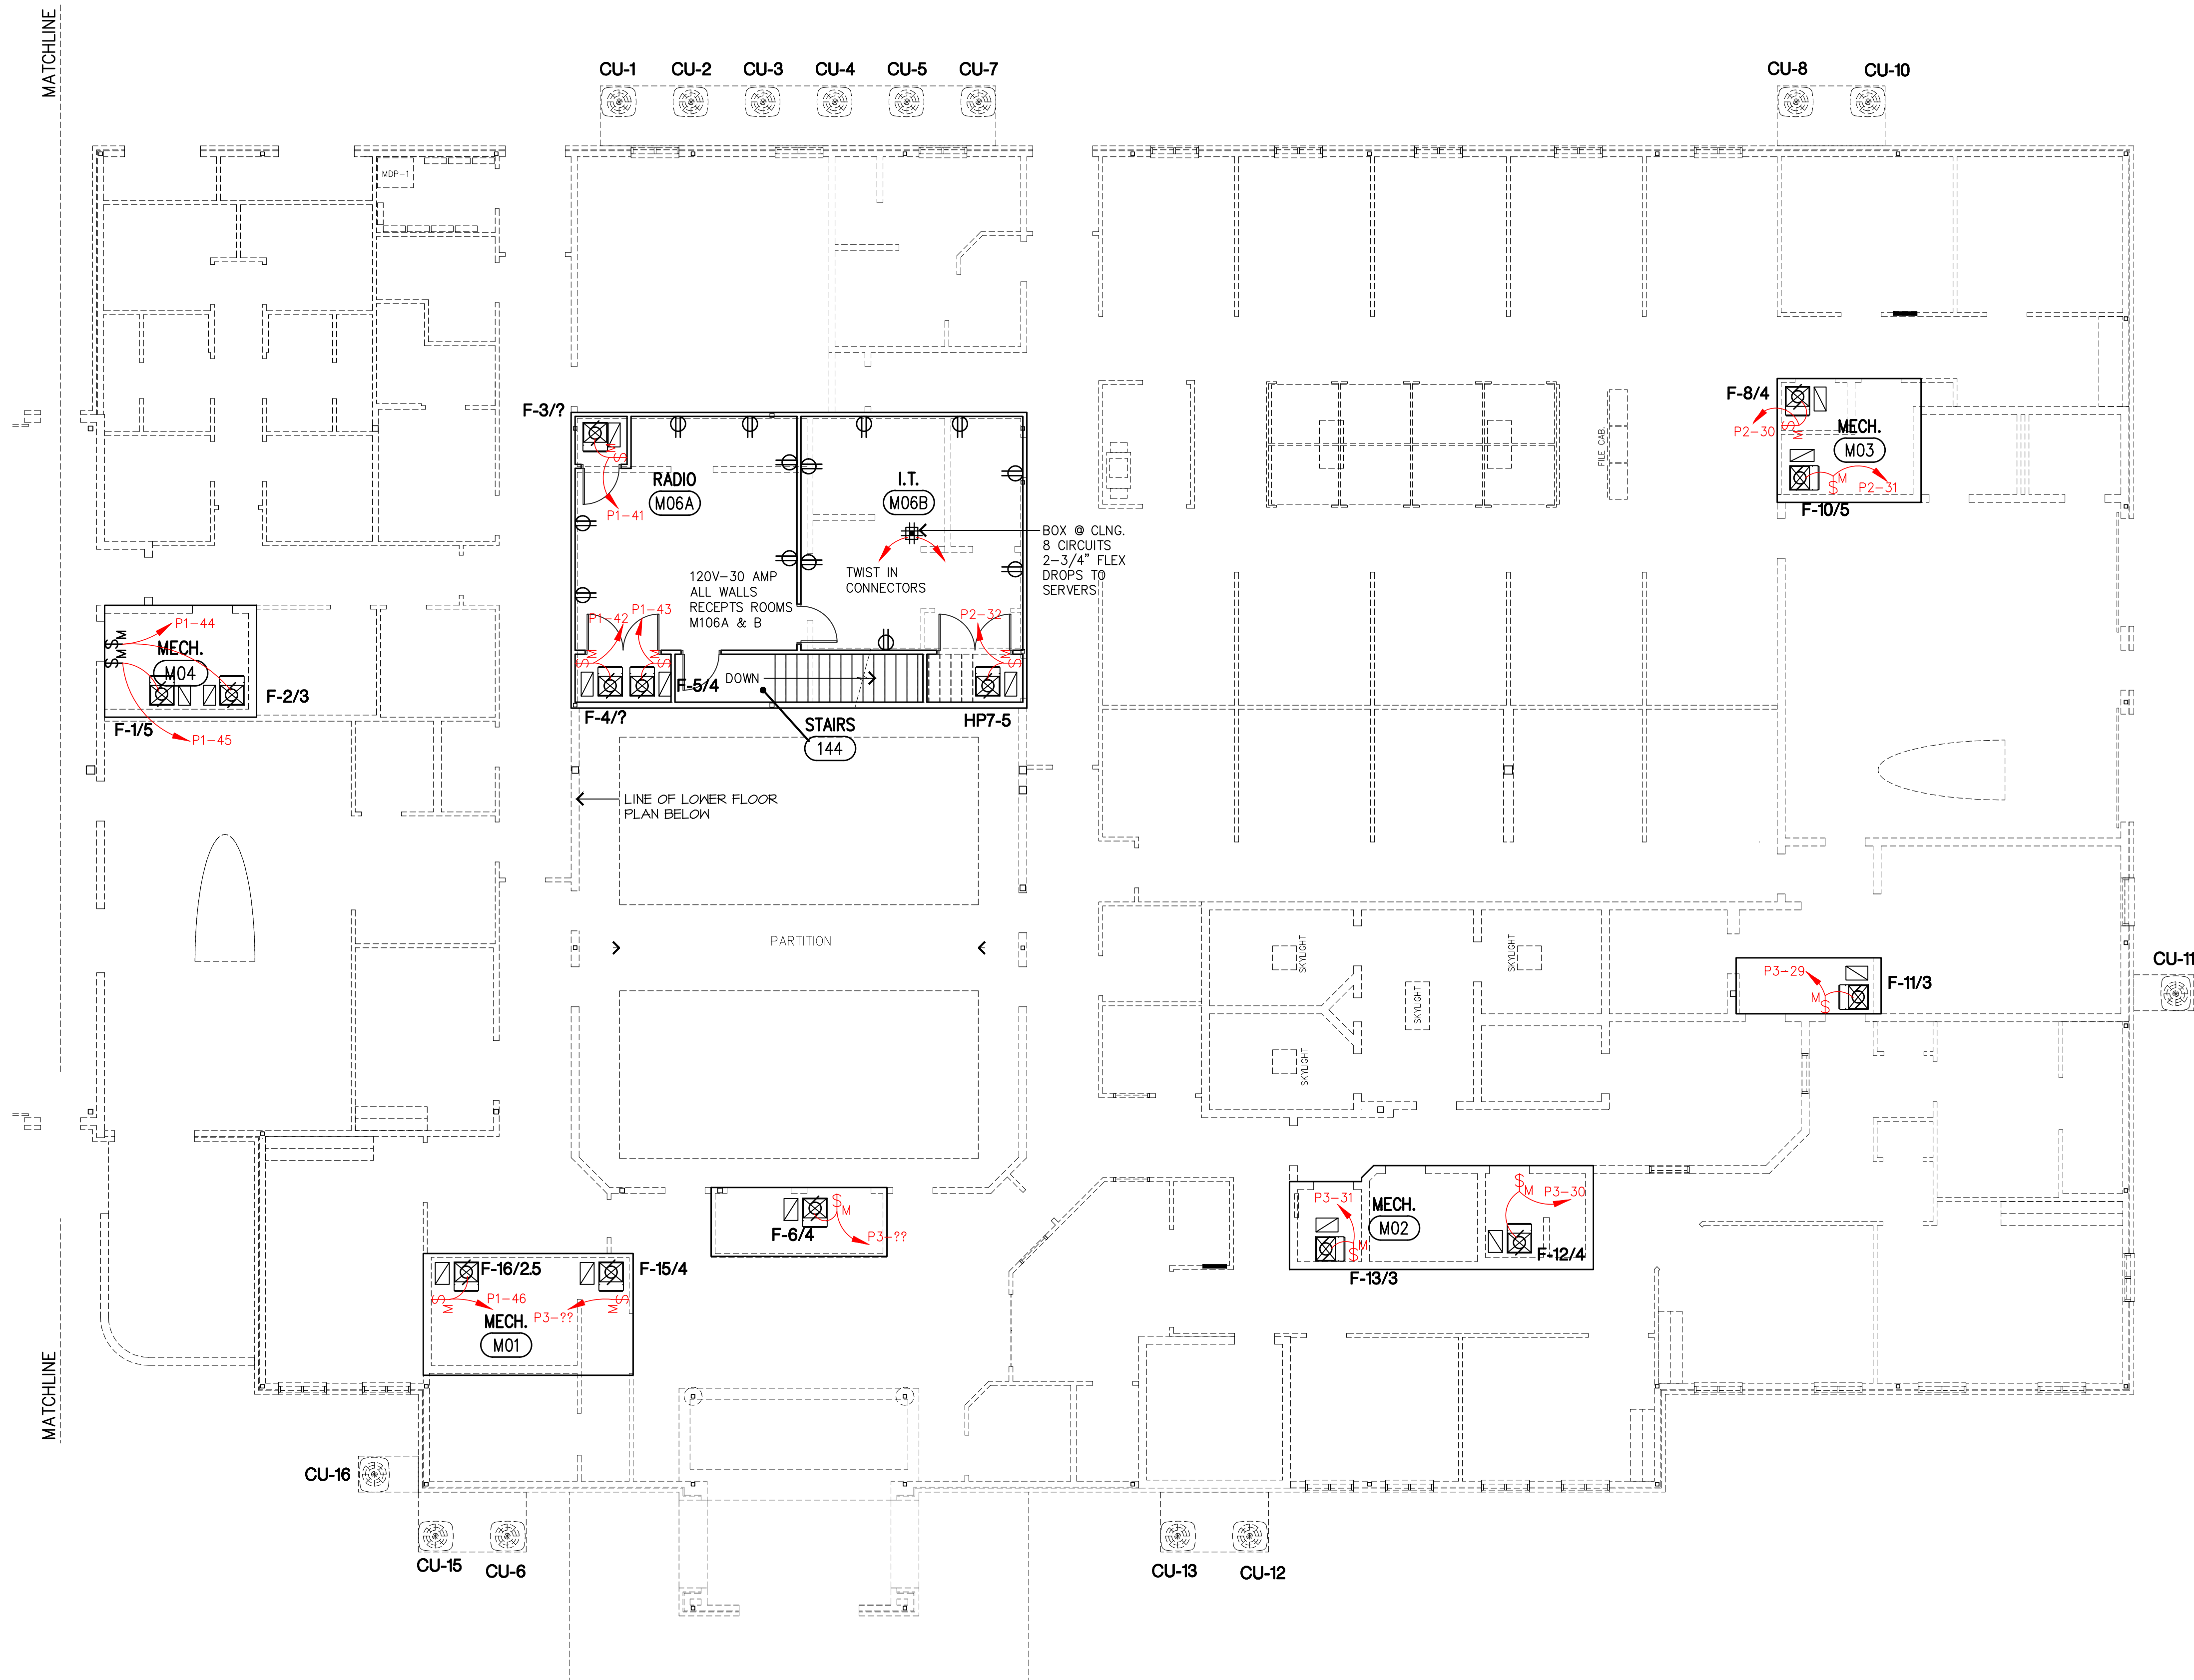 MATCHLINE
CU-1
CU-2
CU-3
CU-4
CU-5
CU-7
CU-8
CU-10
MDP-1
F-3/?
RADIO
M06A
P1-41
I.T.
M06B
BOX @ CLNG.
8 CIRCUITS
2-3/4" FLEX
DROPS TO
SERVERS
TWIST IN
CONNECTORS
120V-30 AMP
ALL WALLS
RECEPTS ROOMS
M106A & B
P1-42
P1-43
P2-32
$
M
$
M
$
M
$
M
DOWN
F-5/4
F-4/?
HP7-5
STAIRS
144
FILE CAB.
F-8/4
P2-30
$
M
MECH.
M03
$
M
P2-31
F-10/5
P1-44
$
M
$
M
MECH.
M04
F-2/3
F-1/5
P1-45
LINE OF LOWER FLOOR
PLAN BELOW
PARTITION
SKYLIGHT
SKYLIGHT
SKYLIGHT
SKYLIGHT
P3-29
M
$
F-11/3
CU-11
$
M
F-6/4
P3-??
P3-31
MECH.
M02
$
M
$
M
P3-30
F-12/4
F-13/3
F-16/2.5
F-15/4
$
M
P1-46
P3-??
M
$
MECH.
M01
MATCHLINE
CU-16
CU-15
CU-6
CU-13
CU-12